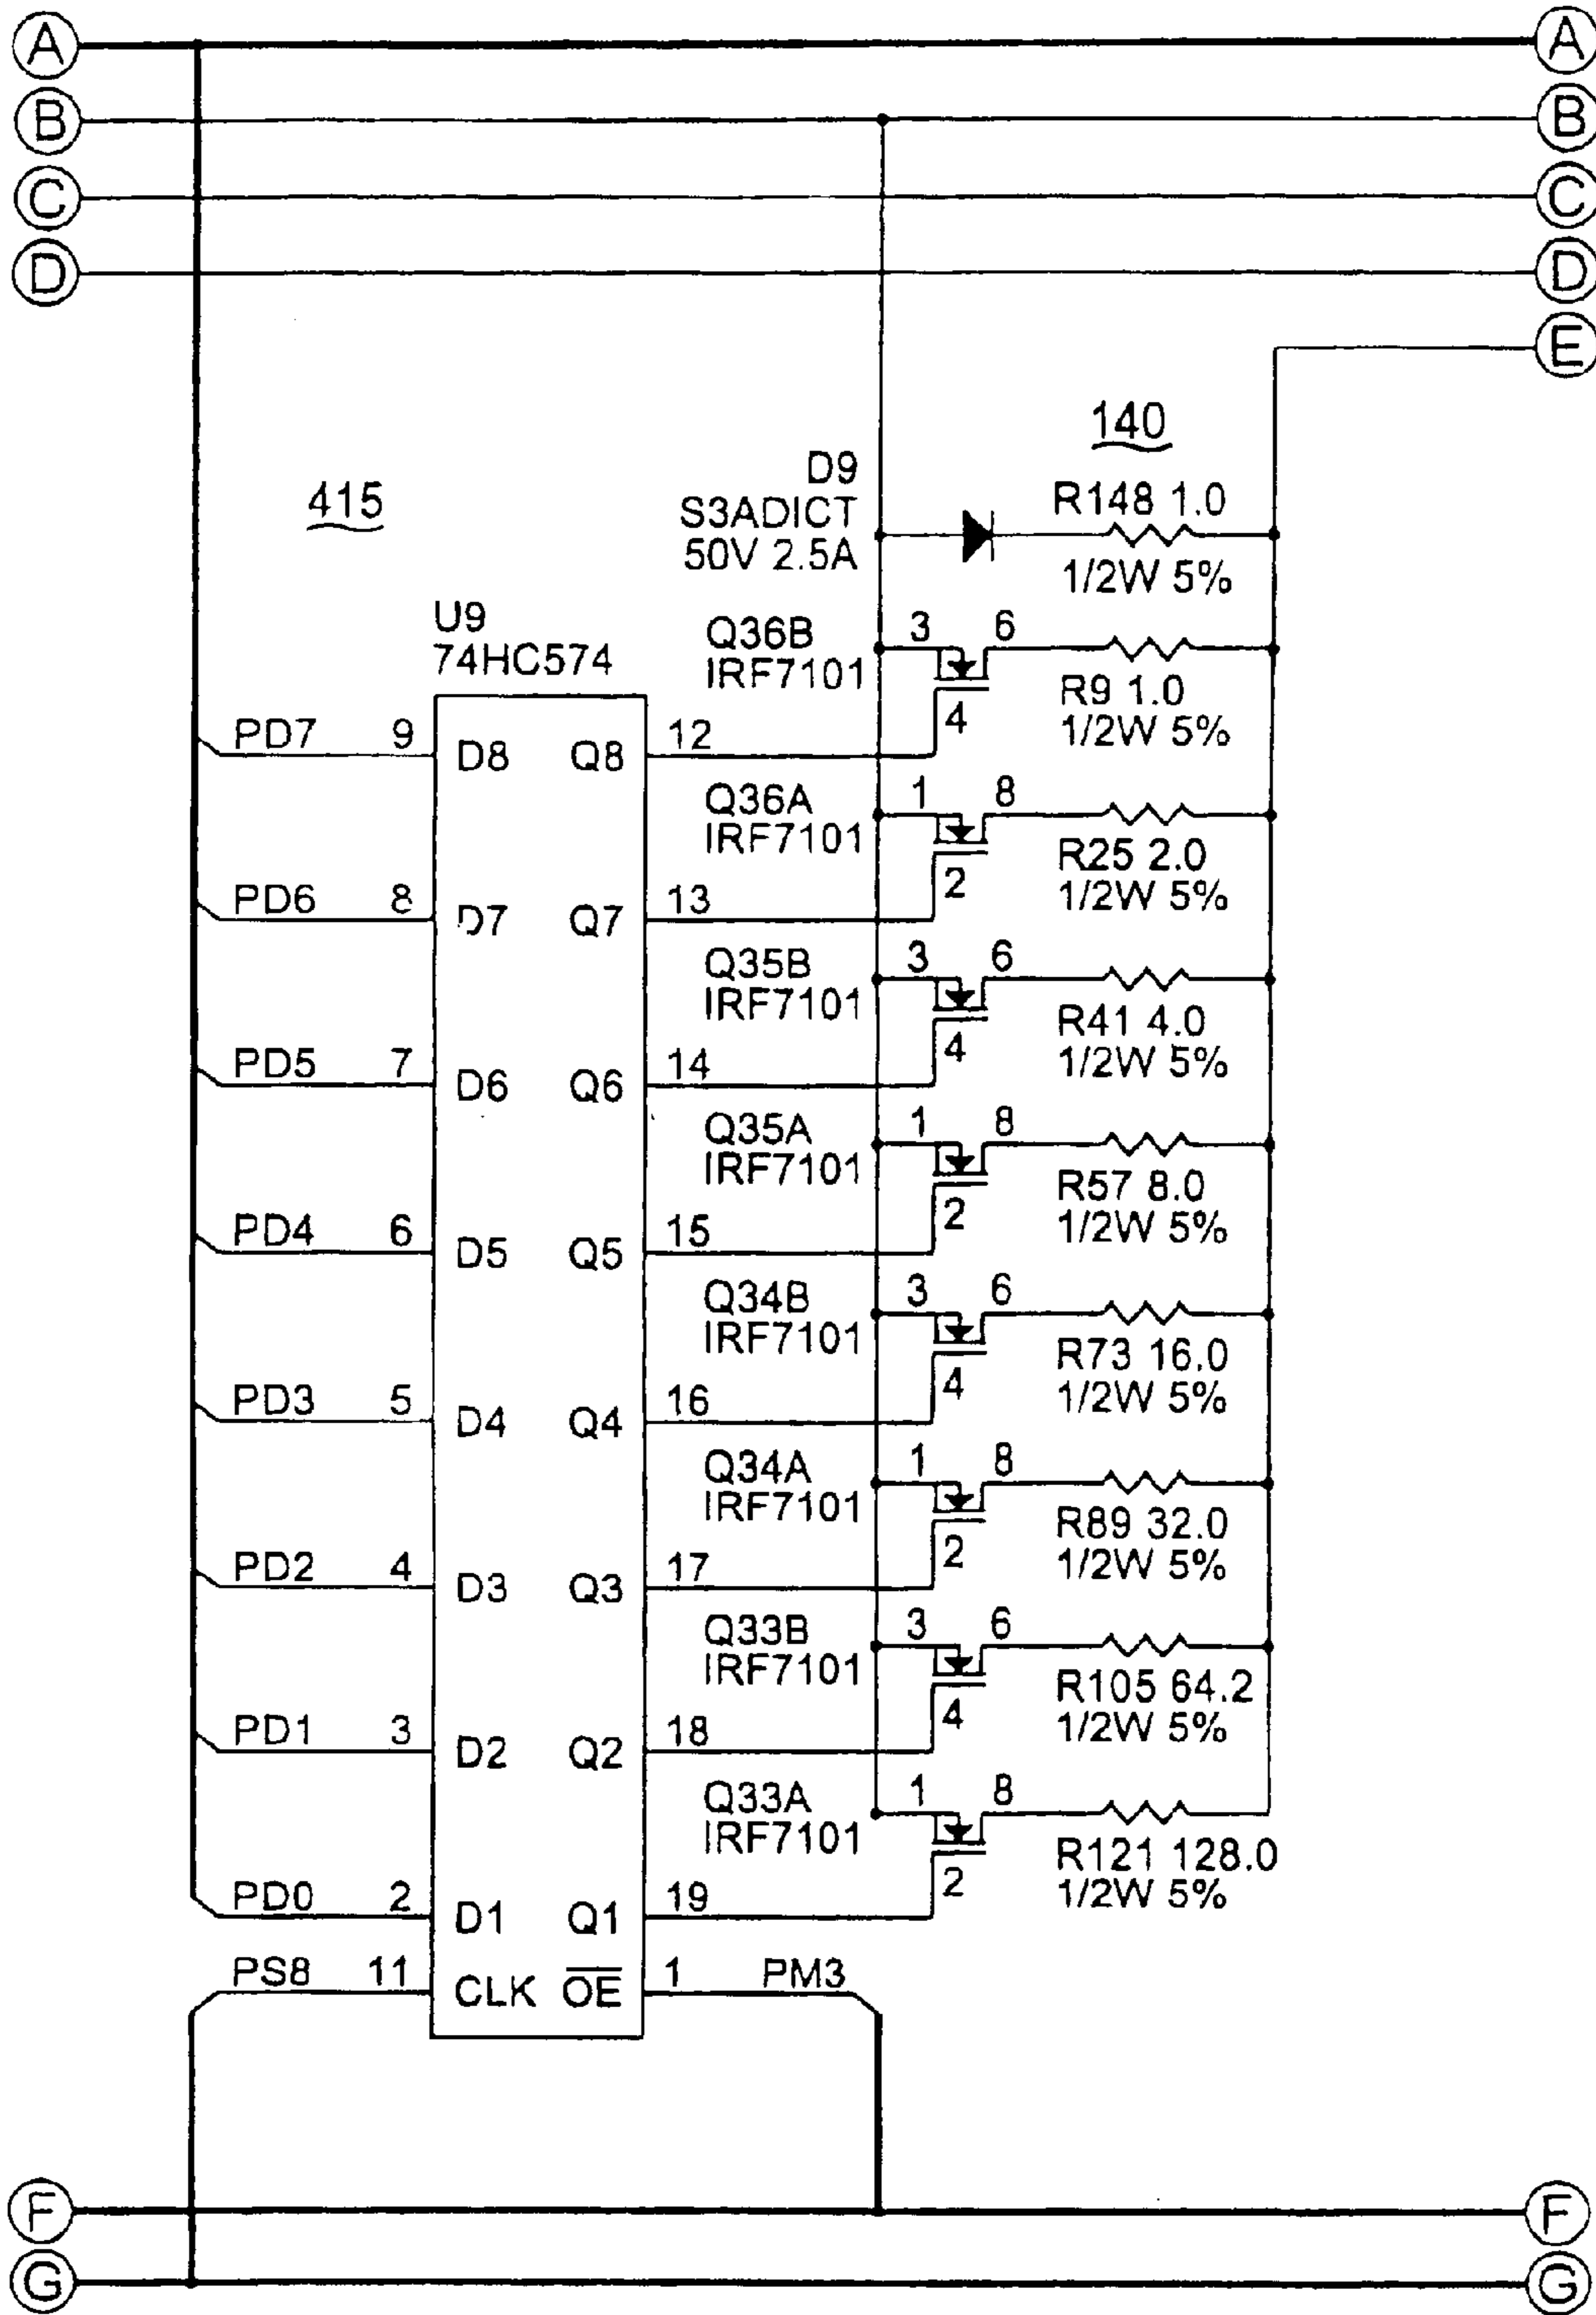 A A
B B
C C
D D
E
140
415
D9
S3ADICT
50V 2.5A
R148 1.0
1/2W 5%
U9
74HC574
Q36B
IRF7101
3 6
4
R9 1.0
1/2W 5%
PD7 9 D8 Q8 12
Q36A
IRF7101
1 8
2
R25 2.0
1/2W 5%
PD6 8 D7 Q7 13
Q35B
IRF7101
3 6
4
R41 4.0
1/2W 5%
PD5 7 D6 Q6 14
Q35A
IRF7101
1 8
2
R57 8.0
1/2W 5%
PD4 6 D5 Q5 15
Q34B
IRF7101
3 6
4
R73 16.0
1/2W 5%
PD3 5 D4 Q4 16
Q34A
IRF7101
1 8
2
R89 32.0
1/2W 5%
PD2 4 D3 Q3 17
Q33B
IRF7101
3 6
4
R105 64.2
1/2W 5%
PD1 3 D2 Q2 18
Q33A
IRF7101
1 8
2
R121 128.0
1/2W 5%
PD0 2 D1 Q1 19
PS8 11 CLK OE 1 PM3
F F
G G